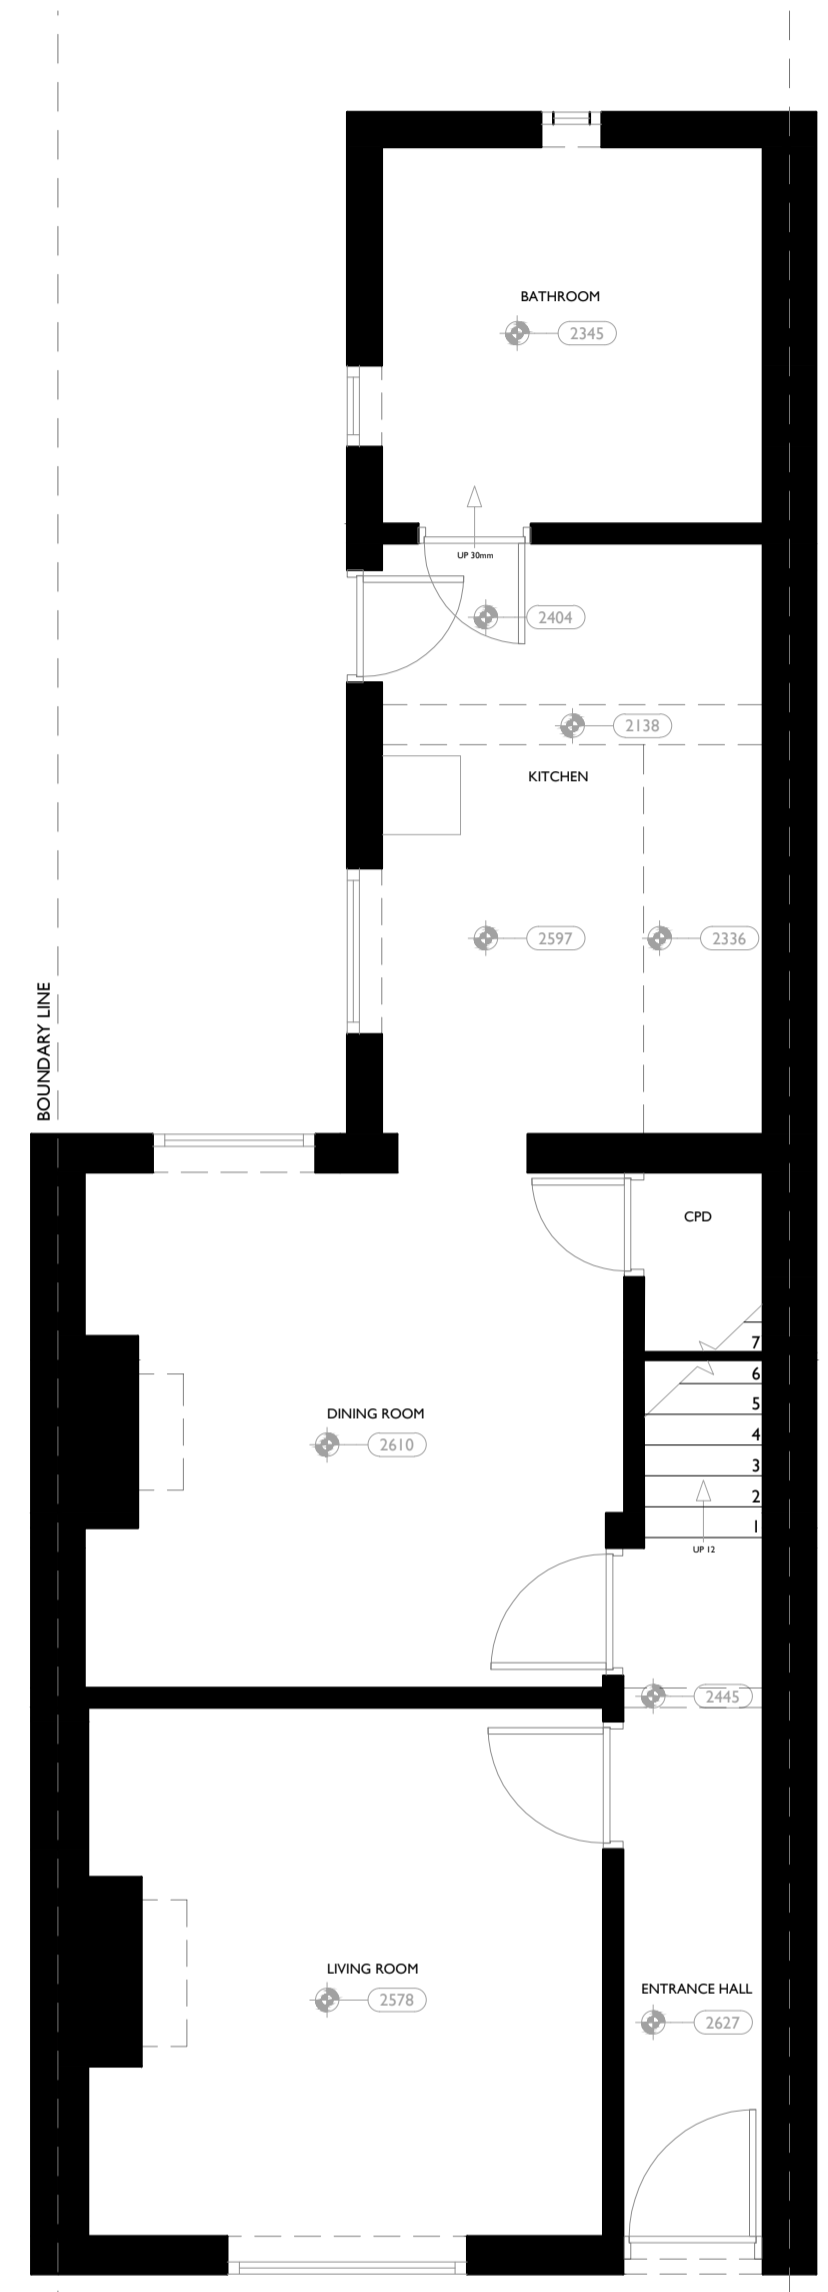 BATHROOM
2345
UP 30mm
2404
2138
KITCHEN
2597
2336
BOUNDARY LINE
CPD
7
6
5
4
3
2
1
UP 12
DINING ROOM
2610
2445
LIVING ROOM
2578
ENTRANCE HALL
2627